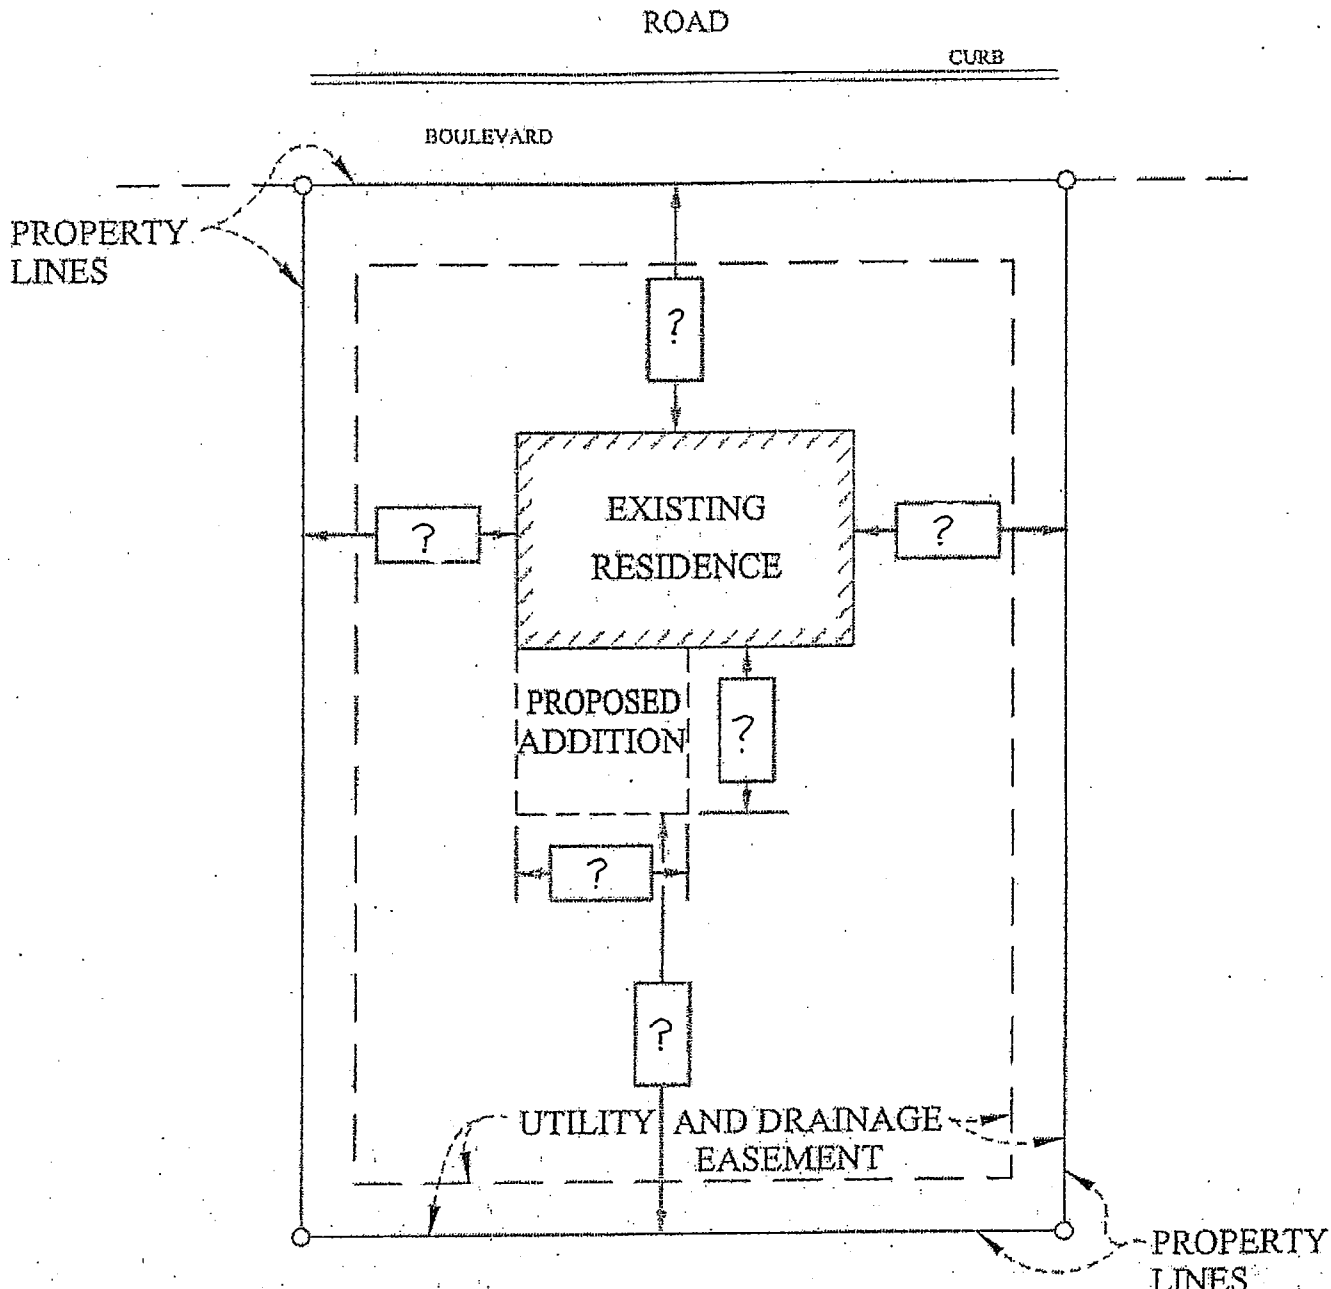 ROAD
CURB
BOULEVARD
PROPERTY
LINES
?
EXISTING
RESIDENCE
?
?
PROPOSED
ADDITION
?
?
?
UTILITY AND DRAINAGE
EASEMENT
PROPERTY
LINES